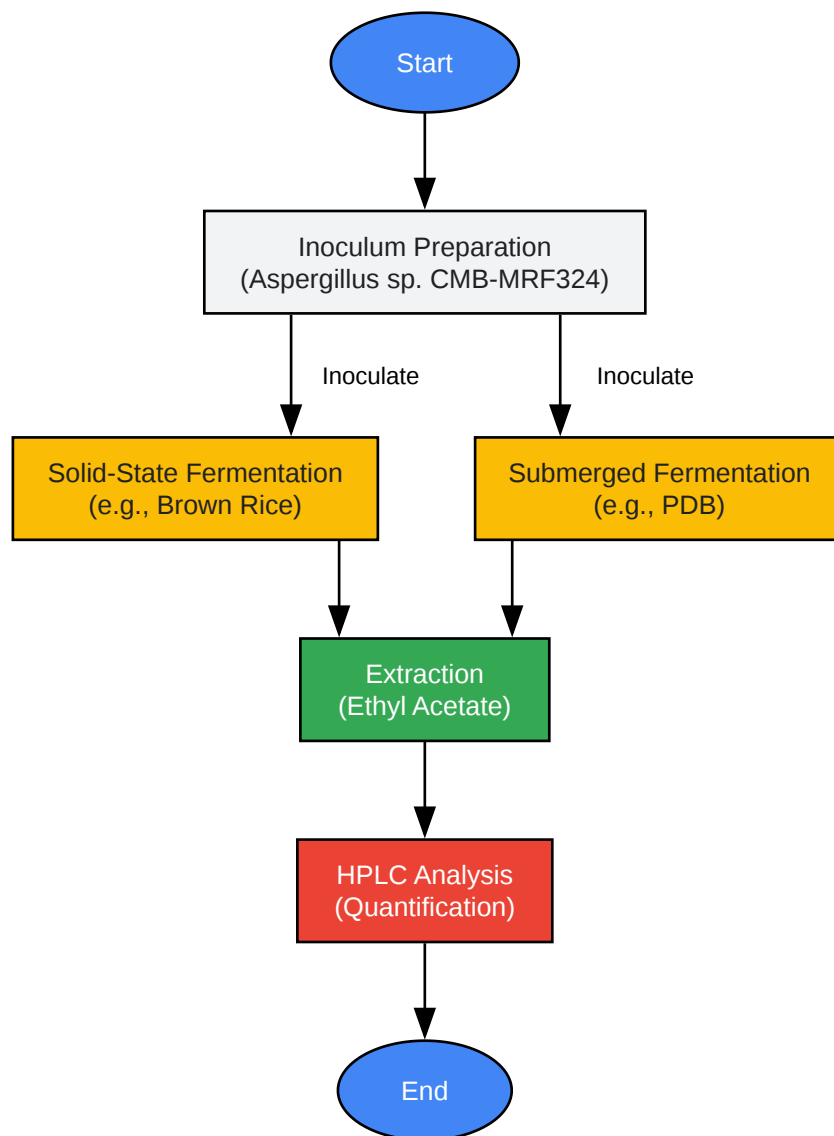 Start
Inoculum Preparation
(Aspergillus sp. CMB-MRF324)
Inoculate
Inoculate
Solid-State Fermentation
(e.g., Brown Rice)
Submerged Fermentation
(e.g., PDB)
Extraction
(Ethyl Acetate)
HPLC Analysis
(Quantification)
End